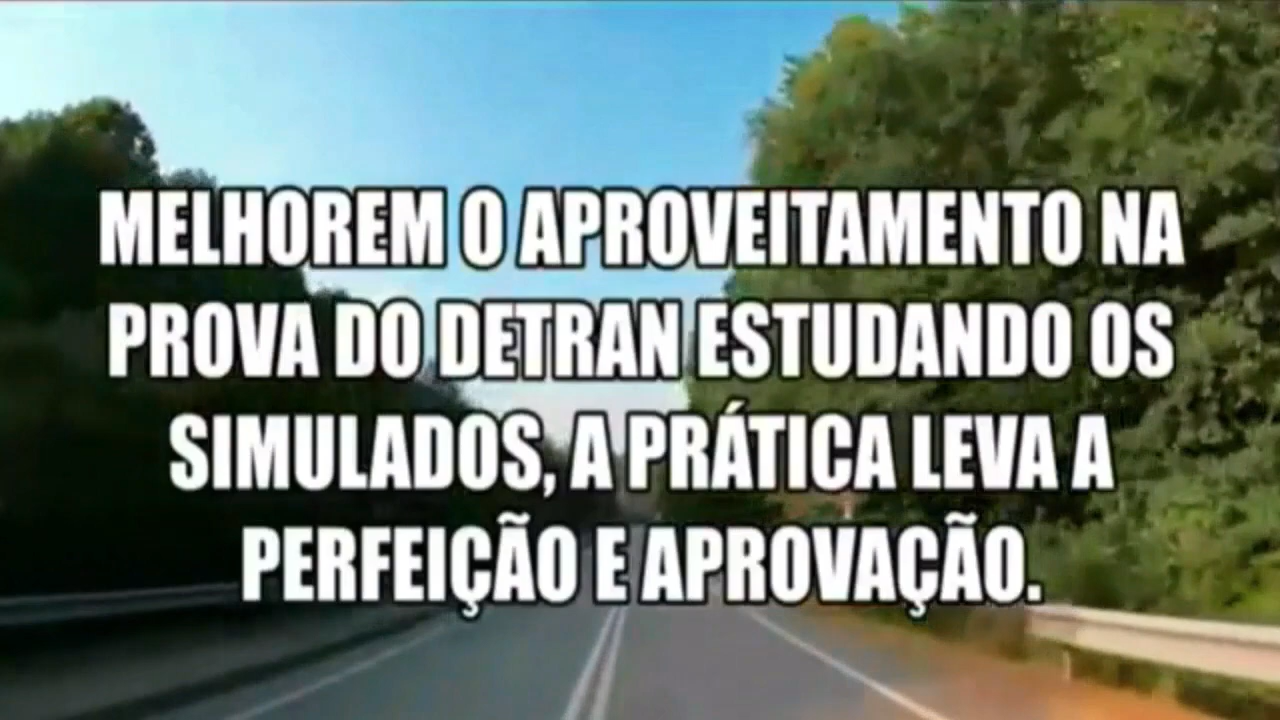 MELHOREM O APROVEITAMENTO NA
PROVA DO DETRAN ESTUDANDO OS
SIMULADOS, A PRÁTICA LEVA A
PERFEIÇÃO E APROVAÇÃO.